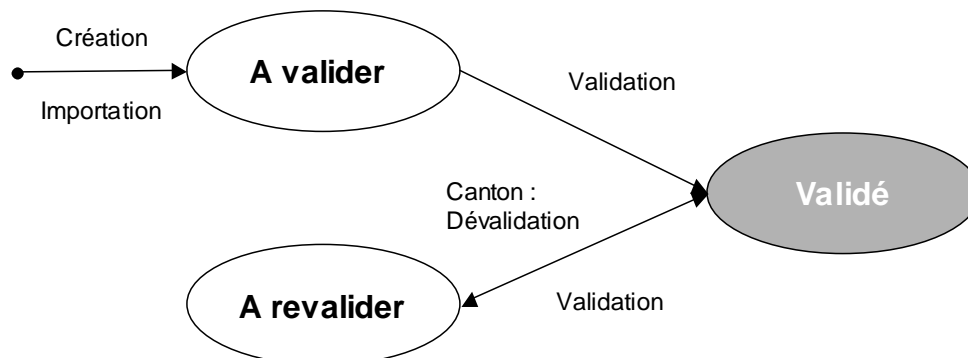 Création
A valider
Importation
Validation
Canton :
Dévalidation
Validé
A revalider
Validation